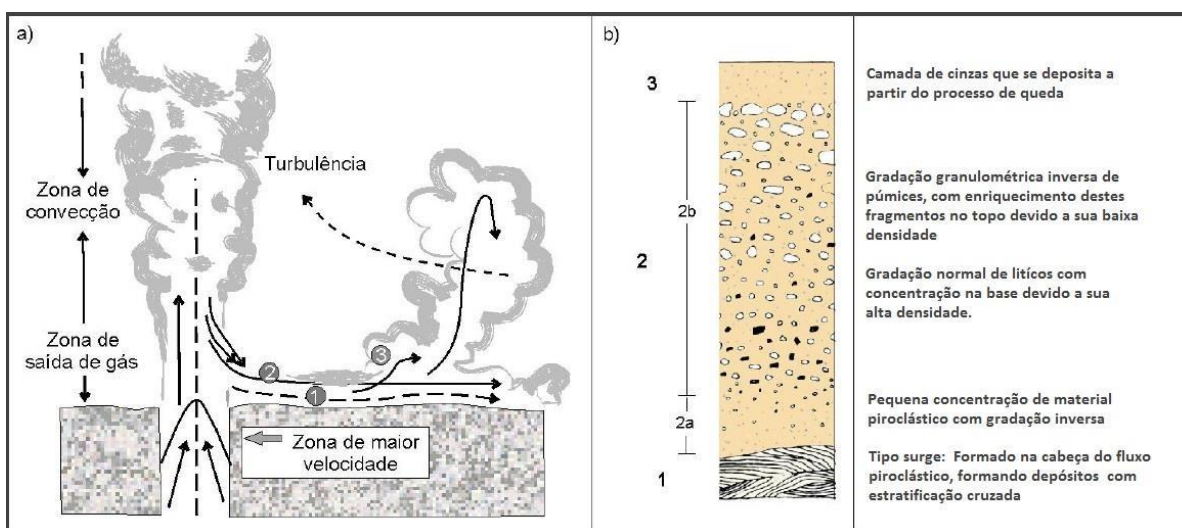 a)
Zona de
convecção
Zona de
saída de gás
Turbulência
2
3
1
Zona de maior
velocidade
b)
3
2b
2
2a
1
Camada de cinzas que se deposita a
partir do processo de queda
Gradação granulométrica inversa de
púmices, com enriquecimento destes
fragmentos no topo devido a sua baixa
densidade
Gradação normal de litícos com
concentração na base devido a sua
alta densidade.
Pequena concentração de material
piroclástico com gradação inversa
Tipo surge: Formado na cabeça do fluxo
piroclástico, formando depósitos com
estratificação cruzada